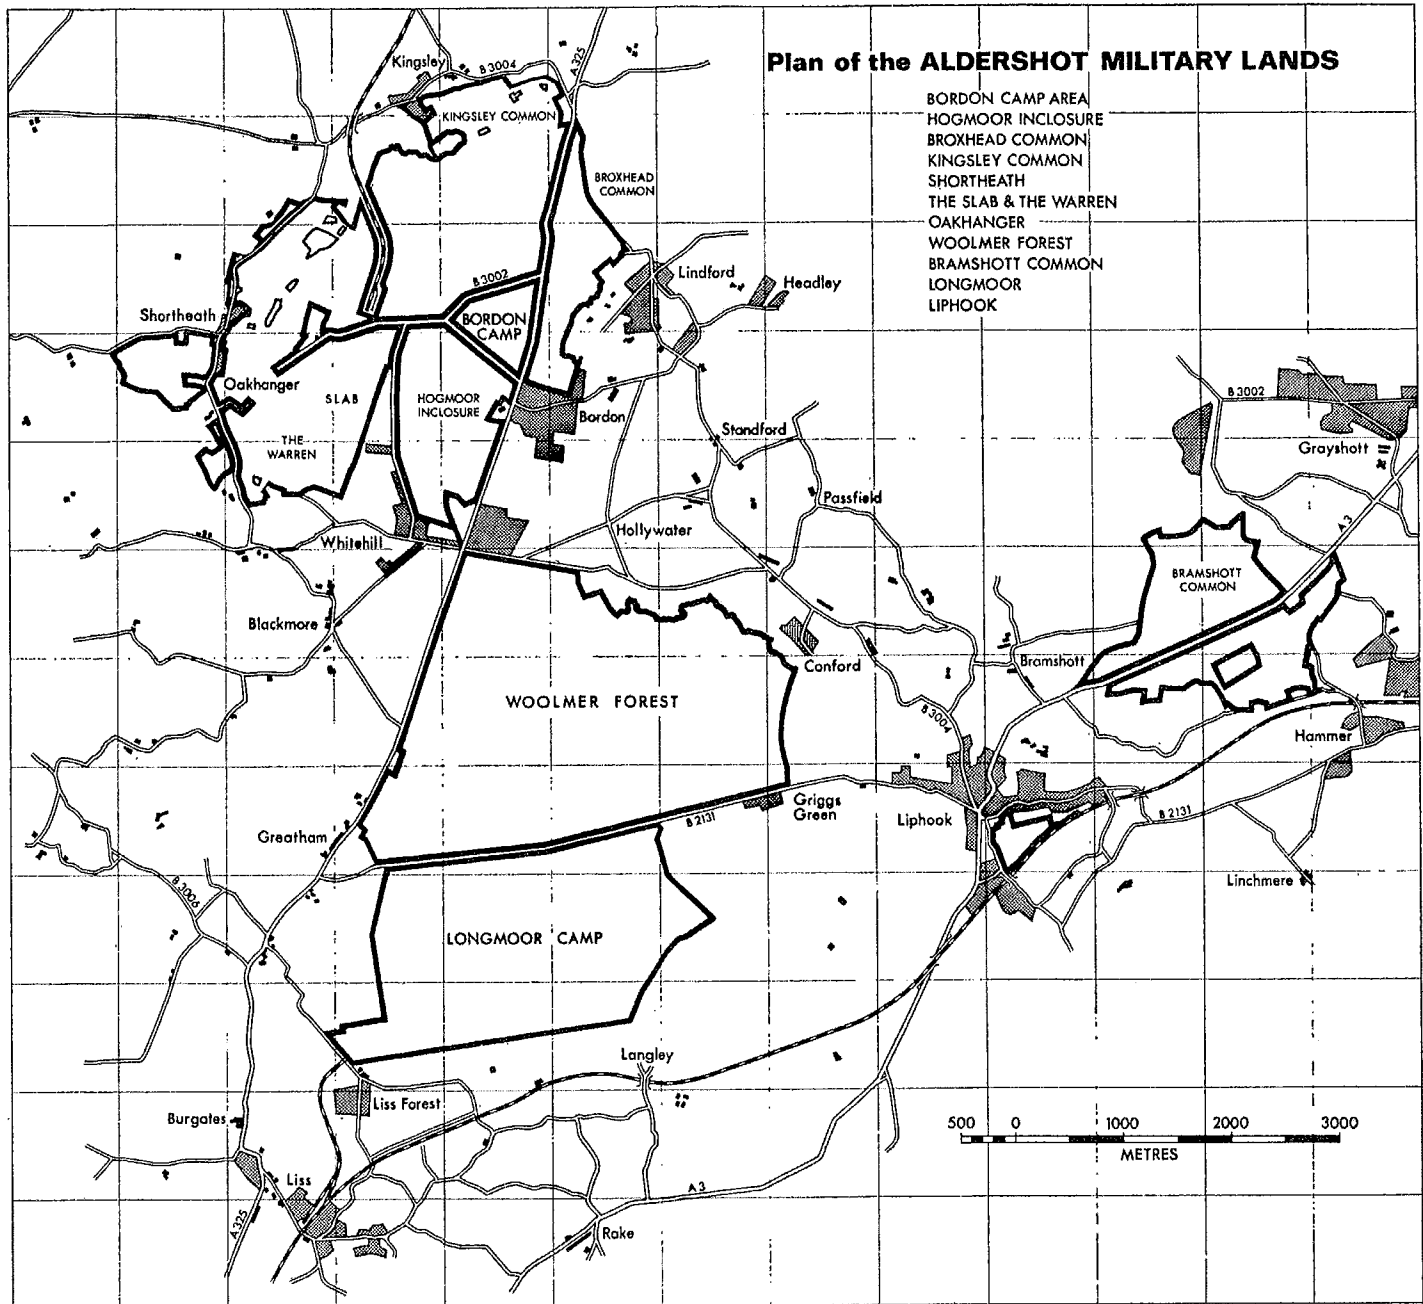 Plan of the ALDERSHOT MILITARY LANDS
BORDON CAMP AREA
HOGMOOR INCLOSURE
BROXHEAD COMMON
KINGSLEY COMMON
SHORTHEATH
THE SLAB & THE WARREN
OAKHANGER
WOOLMER FOREST
BRAMSHOTT COMMON
LONGMOOR
LIPHOOK
Kingsley
B 3004
A 325
KINGSLEY COMMON
BROXHEAD
COMMON
B 3002
Lindford
Headley
Shortheath
BORDON
CAMP
Oakhanger
SLAB
HOGMOOR
INCLOSURE
Bordon
B 3002
Grayshott
THE
WARREN
Standford
Passfield
Whitehill
Hollywater
A 3
BRAMSHOTT
COMMON
Blackmore
Conford
Bramshott
WOOLMER FOREST
B 3004
Hammer
Griggs
Green
B 2131
Liphook
B 2131
Greatham
B 3006
Linchmere
LONGMOOR CAMP
Langley
Liss Forest
Burgates
500 0 1000 2000 3000
METRES
Liss
A 3
A 325
Rake